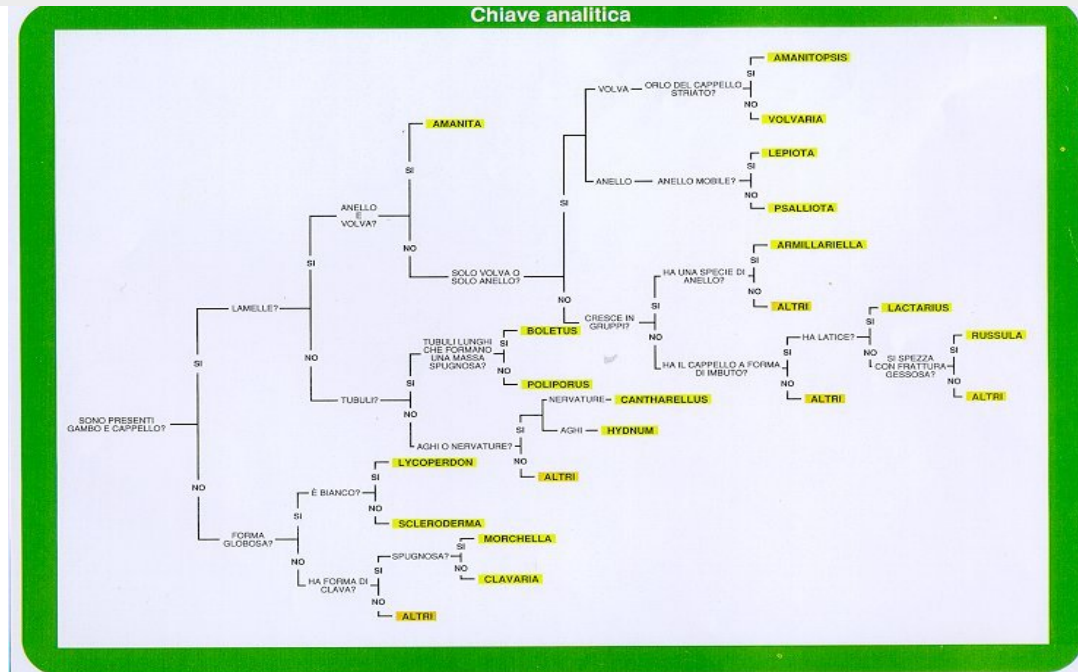 Chiave analitica
AMANITOPSIS
SI
VOLVA
ORLO DEL CAPPELLO
STRIATO?
NO
VOLVARIA
AMANITA
LEPIOTA
SI
SI
ANELLO
ANELLO MOBILE?
NO
PSALLIOTA
SI
ANELLO
E
VOLVA?
NO
ARMILLARIELLA
SI
SI
SOLO VOLVA O
SOLO ANELLO?
HA UNA SPECIE DI
ANELLO?
NO
ALTRI
NO
SI
CRESCE IN
GRUPPI?
LACTARIUS
LAMELLE?
SI
HA LATICE?
RUSSULA
SI
NO
HA IL CAPPELLO A FORMA
DI IMBUTO?
SI
NO
SI SPEZZA
CON FRATTURA
GESSOSA?
NO
ALTRI
NO
ALTRI
BOLETUS
SI
TUBULI LUNGHI
CHE FORMANO
UNA MASSA
SPUGNOSA?
NO
POLIPORUS
SI
NO
SI
TUBULI?
NO
NERVATURE
CANTHARELLUS
SI
AGHI
HYDNUM
AGHI O NERVATURE?
NO
ALTRI
SONO PRESENTI
GAMBO E CAPPELLO?
LYCOPERDON
SI
È BIANCO?
NO
SCLERODERMA
NO
SI
FORMA
GLOBOSA?
MORCHELLA
SI
SPUGNOSA?
NO
CLAVARIA
NO
SI
HA FORMA DI
CLAVA?
NO
ALTRI